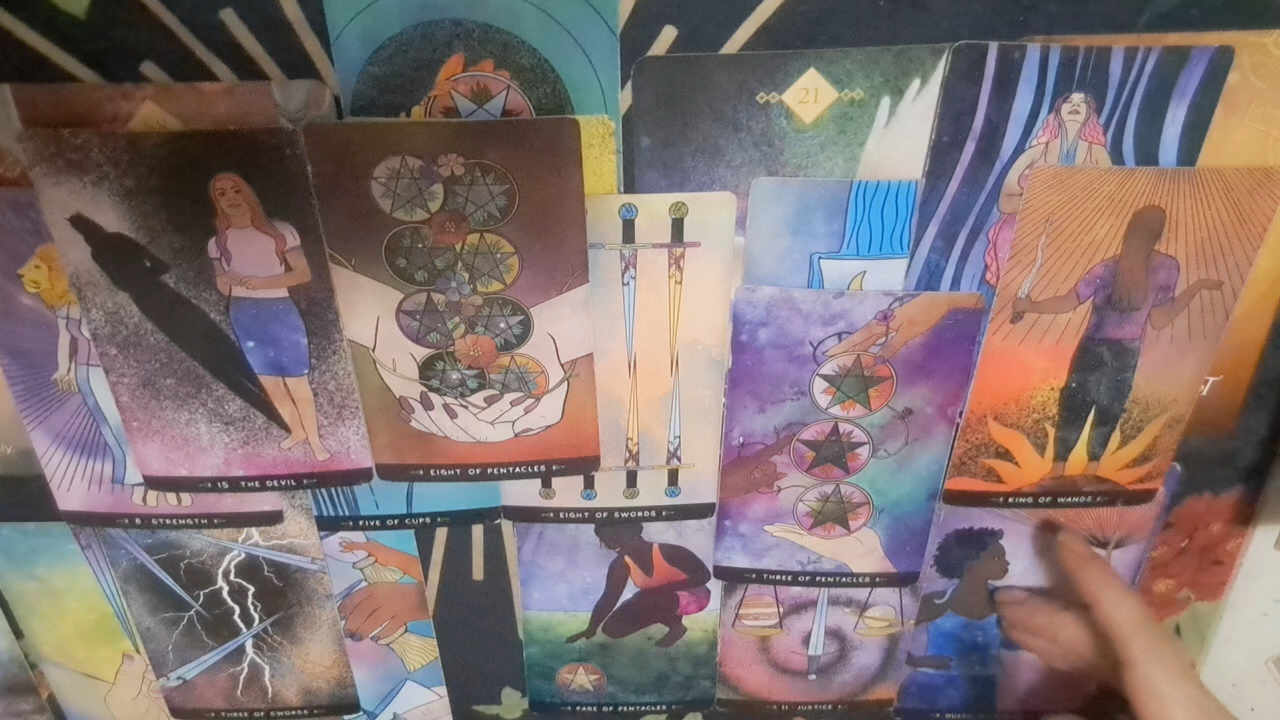 21
15 · THE DEVIL
EIGHT OF PENTACLES
KING OF WANDS
8 · STRENGTH
FIVE OF CUPS
EIGHT OF SWORDS
THREE OF PENTACLES
THREE OF SWORDS
PAGE OF PENTACLES
11 · JUSTICE